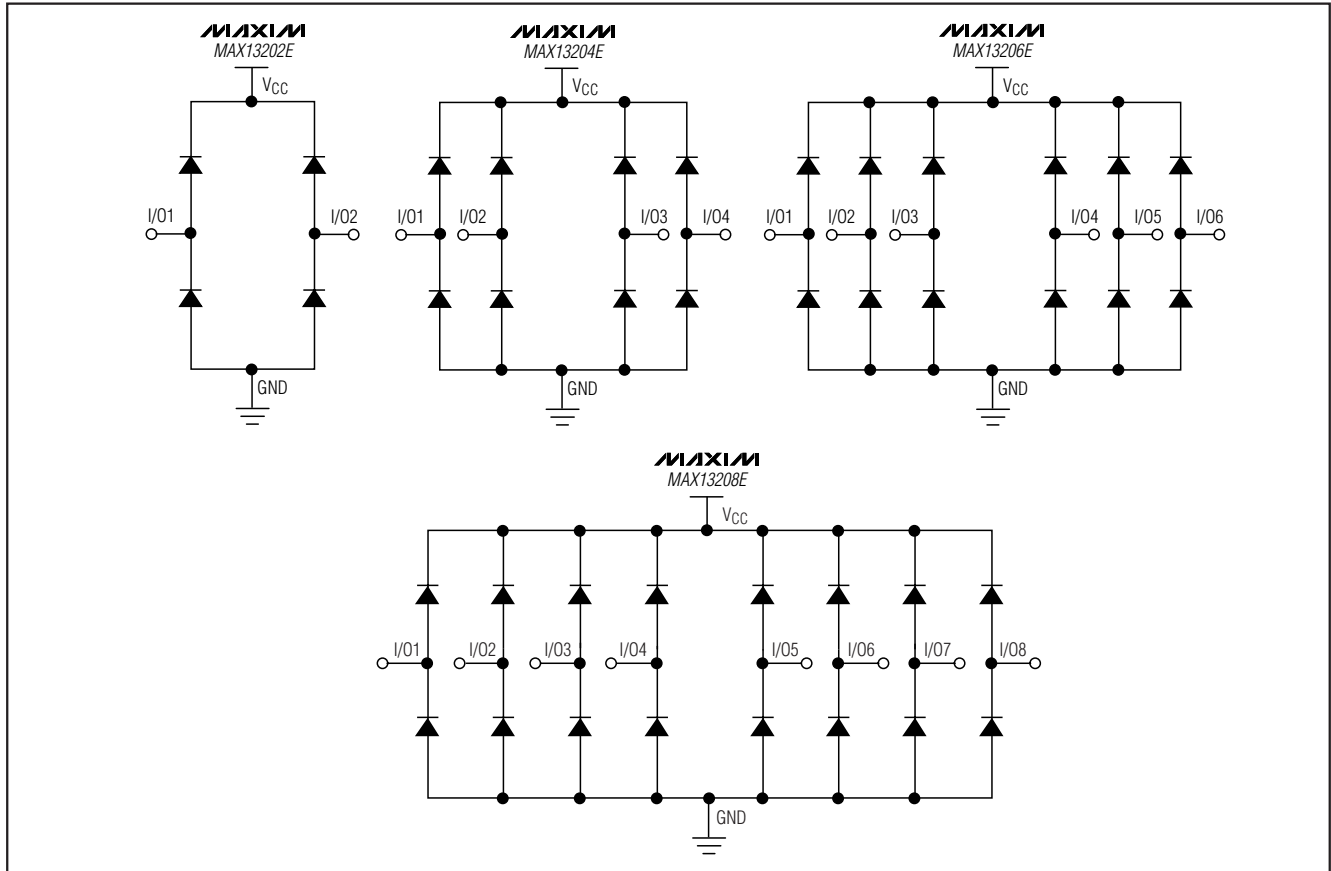 MAXIM
MAX13202E
VCC
I/O1
I/O2
GND
MAXIM
MAX13204E
VCC
I/O1
I/O2
I/O3
I/O4
GND
MAXIM
MAX13206E
VCC
I/O1
I/O2
I/O3
I/O4
I/O5
I/O6
GND
MAXIM
MAX13208E
VCC
I/O1
I/O2
I/O3
I/O4
I/O5
I/O6
I/O7
I/O8
GND